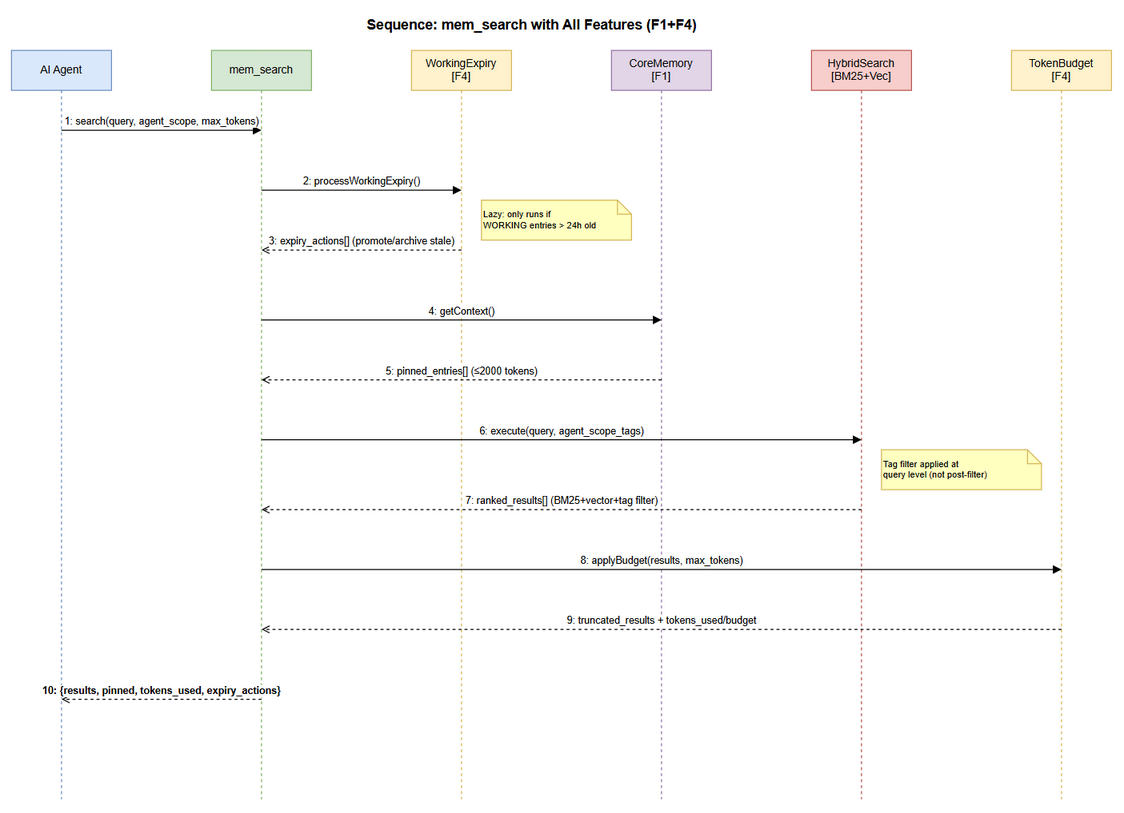 Sequence: mem_search with All Features (F1+F4)
AI Agent
mem_search
WorkingExpiry
[F4]
CoreMemory
[F1]
HybridSearch
[BM25+Vec]
TokenBudget
[F4]
1: search(query, agent_scope, max_tokens)
2: processWorkingExpiry()
Lazy: only runs if
WORKING entries > 24h old
3: expiry_actions[] (promote/archive stale)
4: getContext()
5: pinned_entries[] (≤2000 tokens)
6: execute(query, agent_scope_tags)
Tag filter applied at
query level (not post-filter)
7: ranked_results[] (BM25+vector+tag filter)
8: applyBudget(results, max_tokens)
9: truncated_results + tokens_used/budget
10: {results, pinned, tokens_used, expiry_actions}